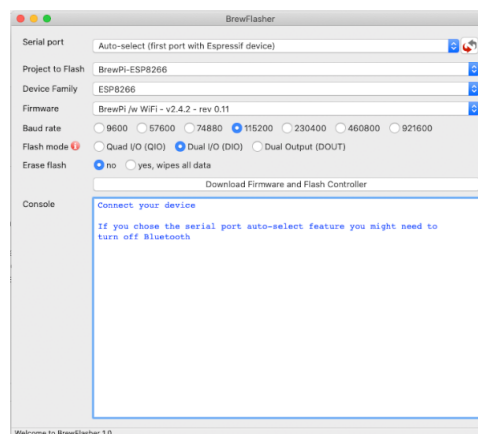 BrewFlasher
Serial port
Auto-select (first port with Espressif device)
Project to Flash BrewPi-ESP8266
Device Family ESP8266
Firmware BrewPi /w WiFi - v2.4.2 - rev 0.11
Baud rate 9600 57600 74880 115200 230400 460800 921600
Flash mode Quad I/O (QIO) Dual I/O (DIO) Dual Output (DOUT)
Erase flash no yes, wipes all data
Download Firmware and Flash Controller
Console
Connect your device
If you chose the serial port auto-select feature you might need to
turn off Bluetooth
Welcome to BrewFlasher 1.0